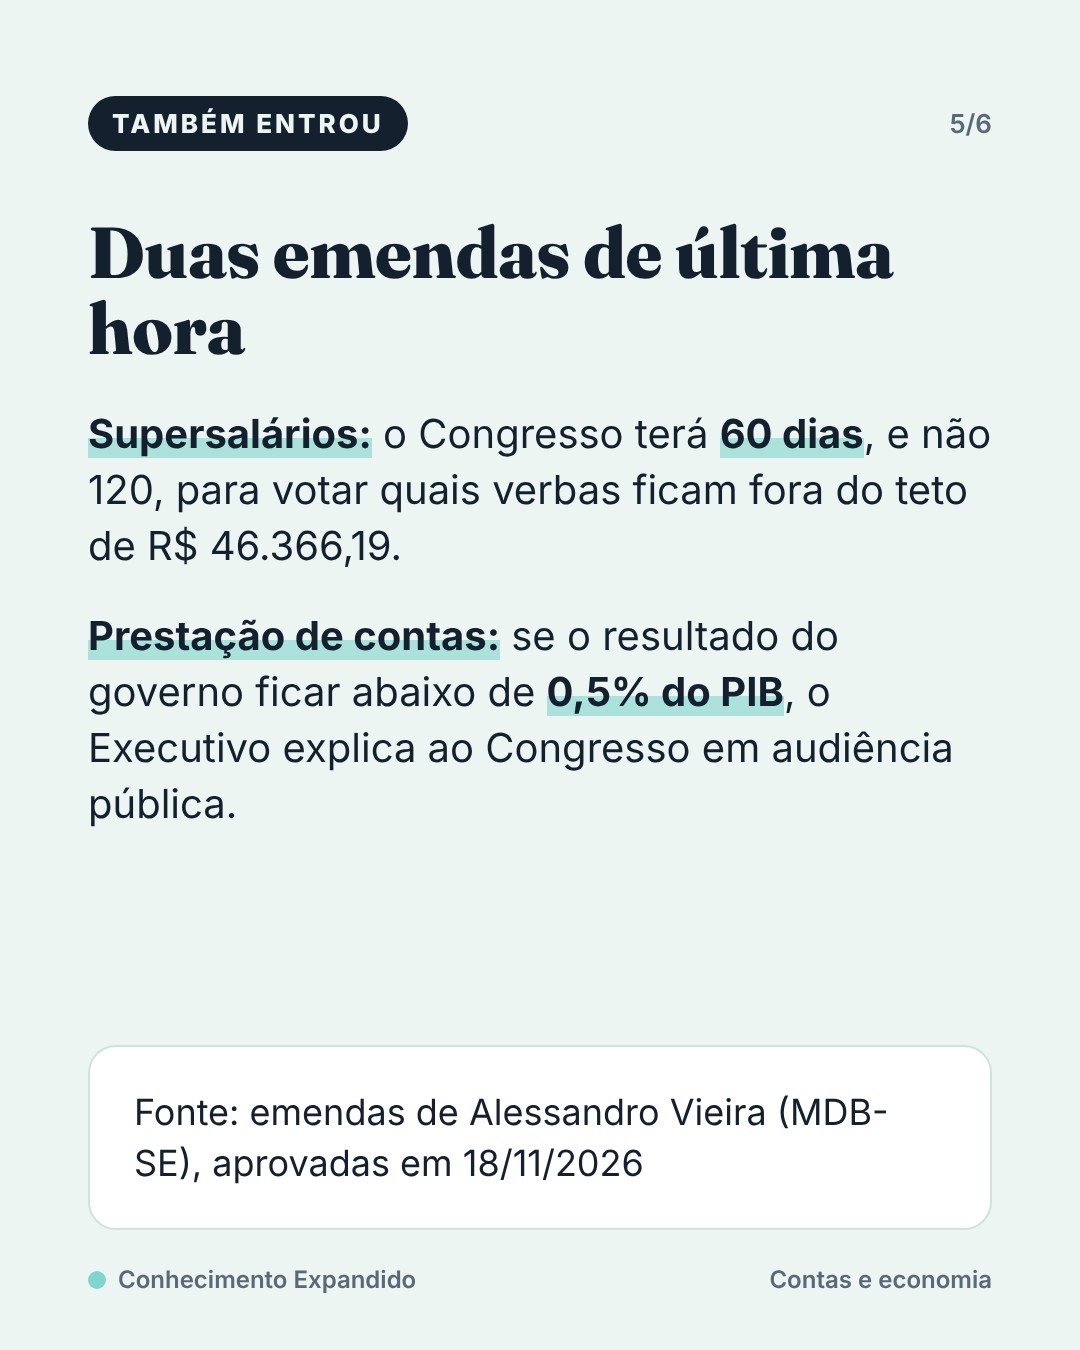 TAMBÉM ENTROU
5/6
Duas emendas de última
hora
Supersalários: o Congresso terá 60 dias, e não
120, para votar quais verbas ficam fora do teto
de R$ 46.366,19.
Prestação de contas: se o resultado do
governo ficar abaixo de 0,5% do PIB, o
Executivo explica ao Congresso em audiência
pública.
Fonte: emendas de Alessandro Vieira (MDB-
SE), aprovadas em 18/11/2026
Conhecimento Expandido
Contas e economia